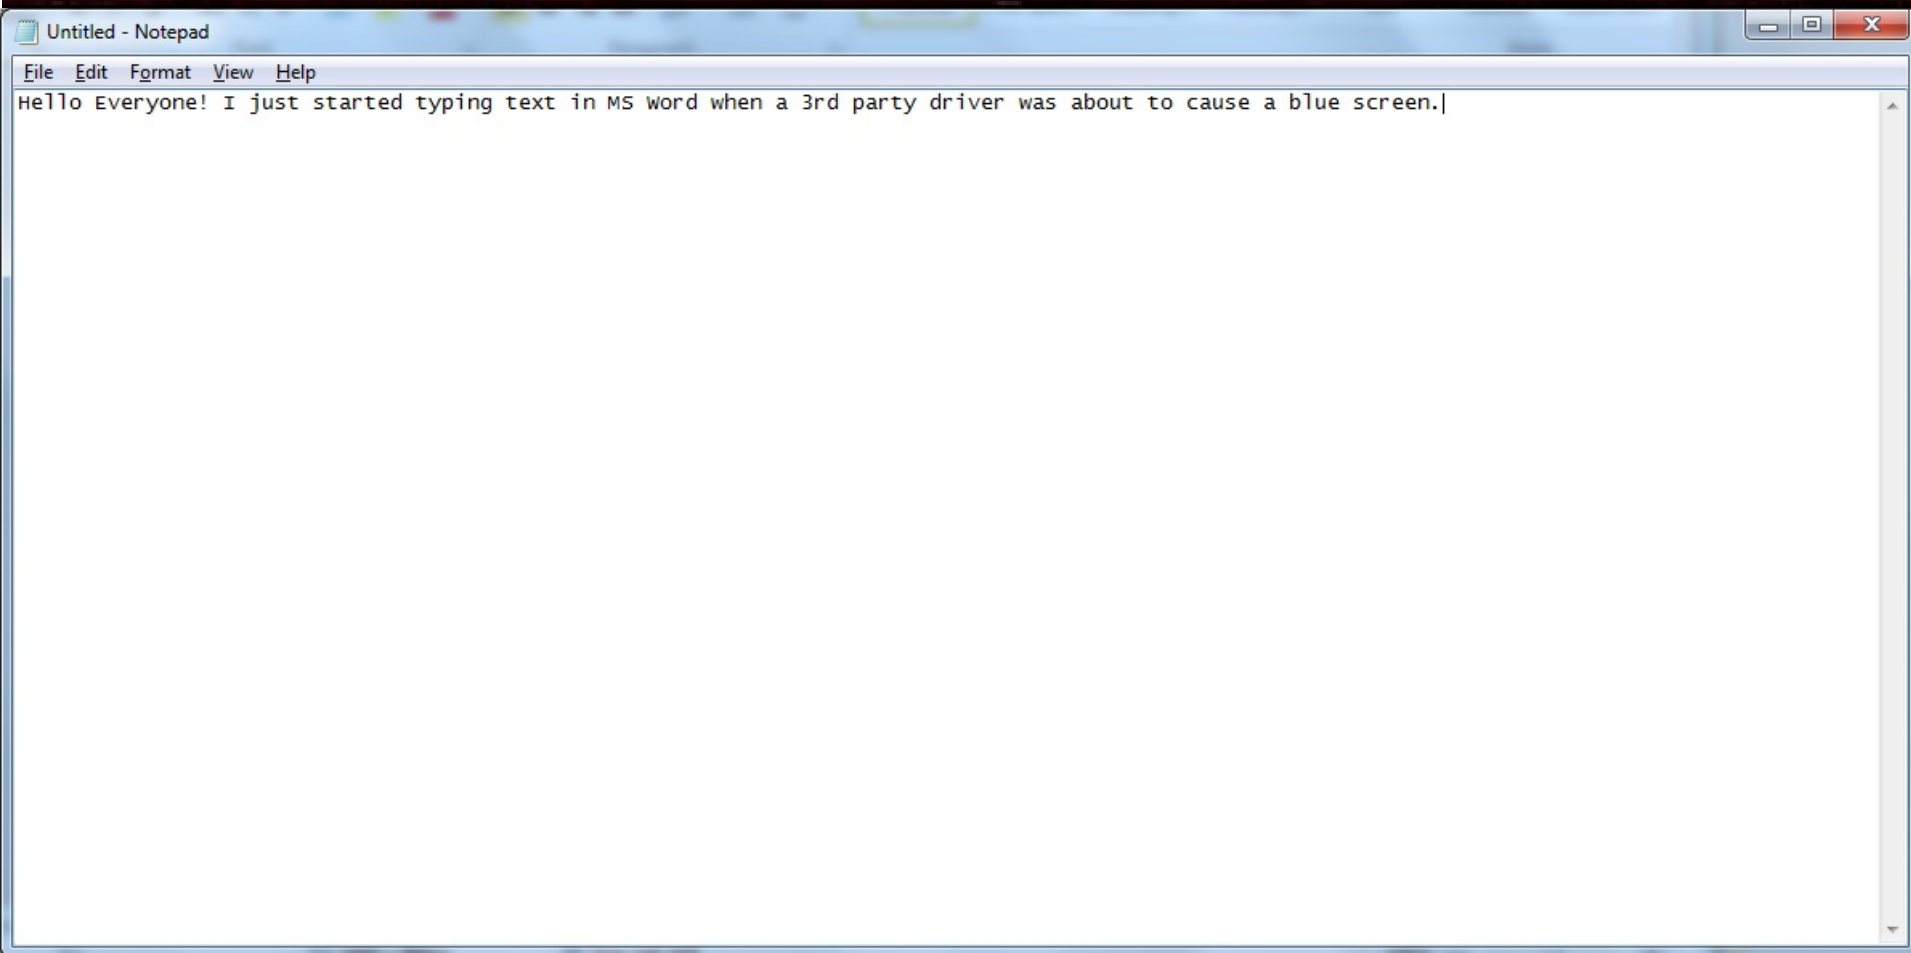 Untitled - Notepad
File Edit Format View Help
Hello Everyone! I just started typing text in MS Word when a 3rd party driver was about to cause a blue screen.